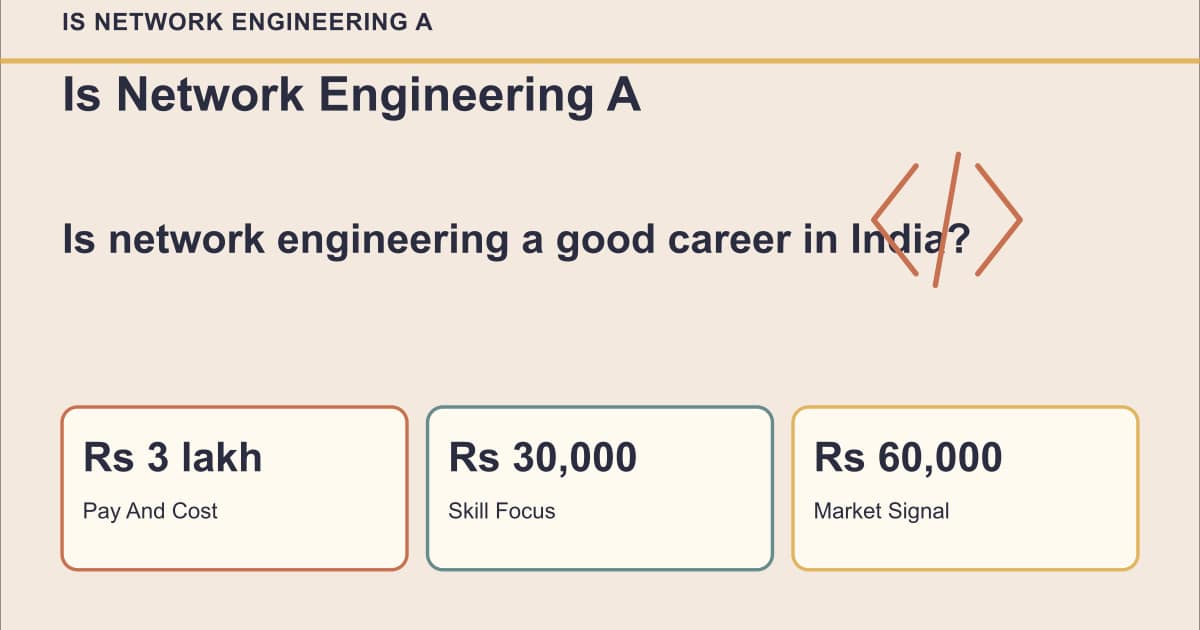 IS NETWORK ENGINEERING A
Is Network Engineering A
Is network engineering a good career in India?
Rs 3 lakh
Pay And Cost
Rs 30,000
Skill Focus
Rs 60,000
Market Signal